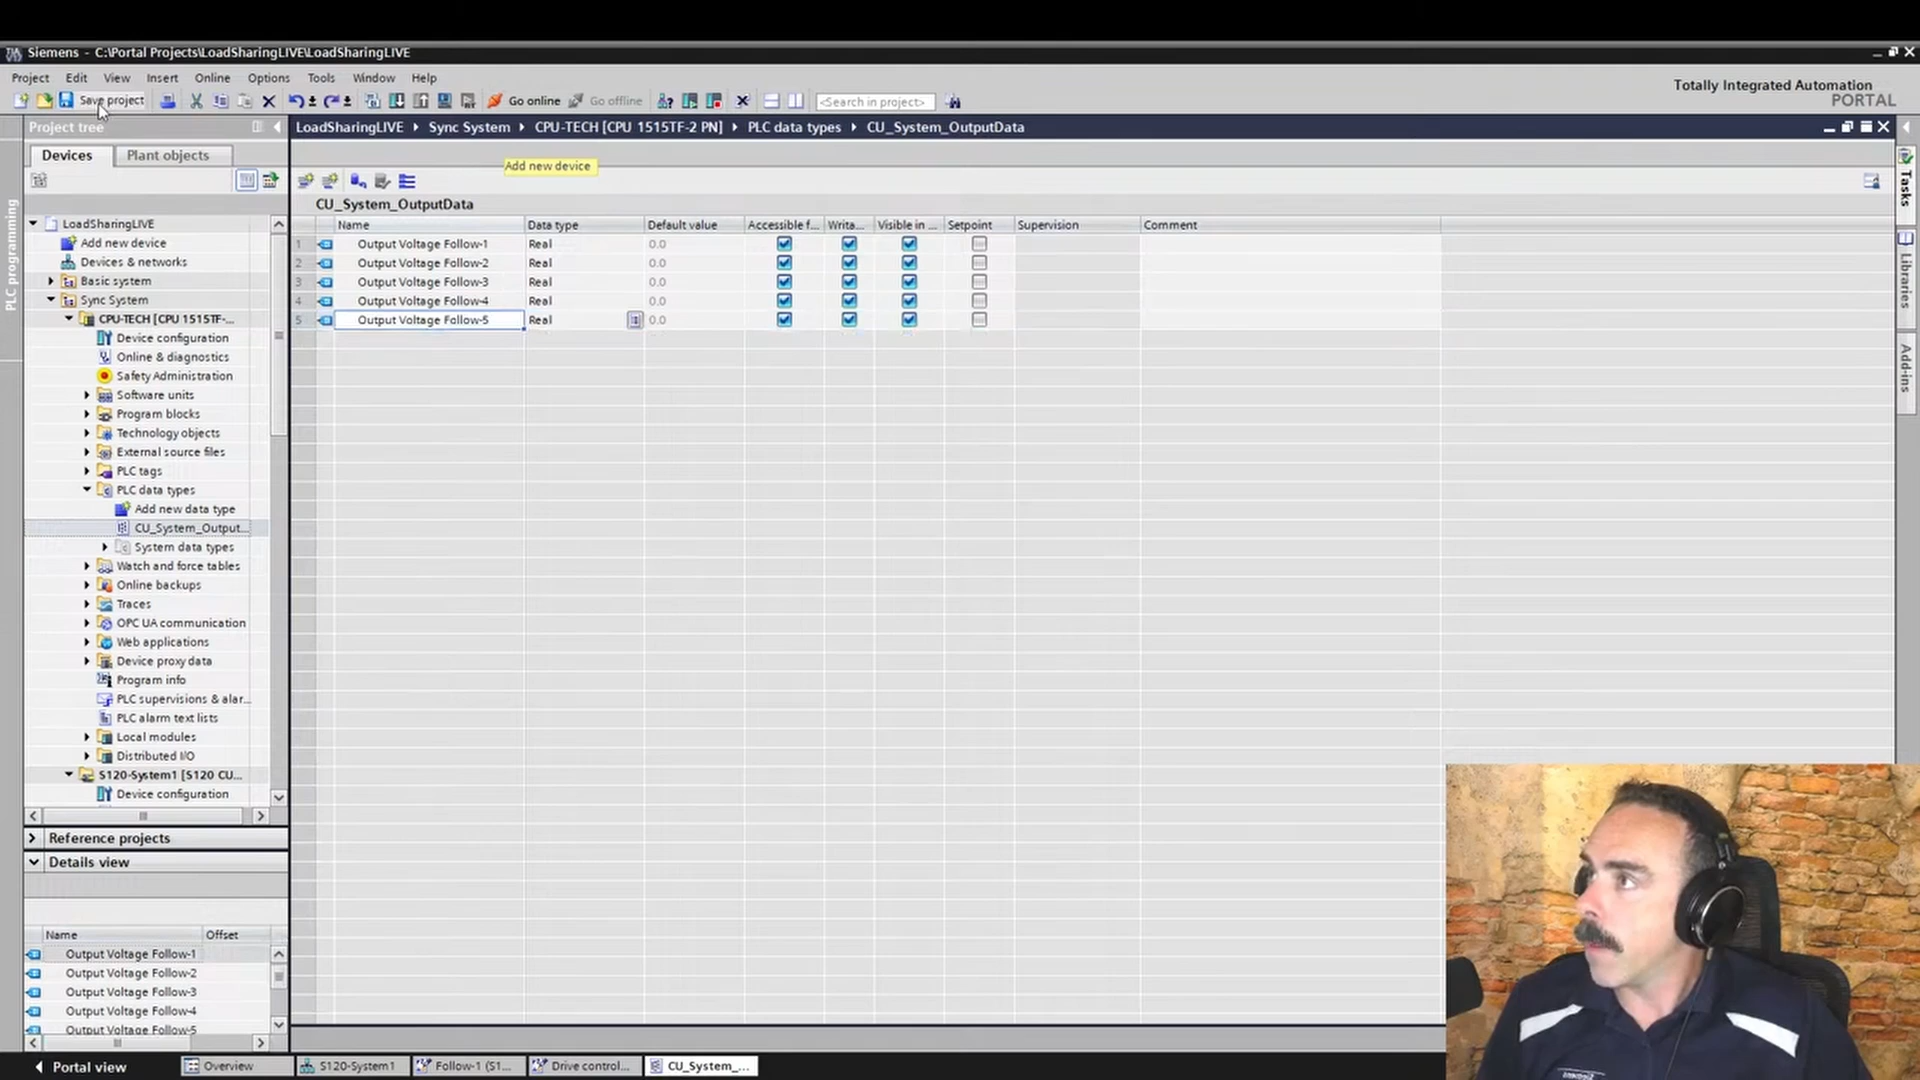 Siemens - C:\Portal Projects\LoadSharingLIVE\LoadSharingLIVE
Project Edit View Insert Online Options Tools Window Help
Totally Integrated Automation
PORTAL
Save project
Go online
Go offline
<Search in project>
Project tree
LoadSharingLIVE
Sync System
CPU-TECH [CPU 1515TF-2 PN]
PLC data types
CU_System_OutputData
Devices
Plant objects
Add new device
CU_System_OutputData
Name Data type Default value Accessible f... Writa... Visible in ... Setpoint Supervision Comment
1 Output Voltage Follow-1 Real 0.0
2 Output Voltage Follow-2 Real 0.0
3 Output Voltage Follow-3 Real 0.0
4 Output Voltage Follow-4 Real 0.0
5 Output Voltage Follow-5 Real 0.0
PLC programming
LoadSharingLIVE
Add new device
Devices & networks
Basic system
Sync System
CPU-TECH [CPU 1515TF-...
Device configuration
Online & diagnostics
Safety Administration
Software units
Program blocks
Technology objects
External source files
PLC tags
PLC data types
Add new data type
CU_System_Output...
System data types
Watch and force tables
Online backups
Traces
OPC UA communication
Web applications
Device proxy data
Program info
PLC supervisions & alar...
PLC alarm text lists
Local modules
Distributed I/O
S120-System1 [S120 CU...
Device configuration
Reference projects
Details view
Name Offset
Output Voltage Follow-1
Output Voltage Follow-2
Output Voltage Follow-3
Output Voltage Follow-4
Output Voltage Follow-5
Tasks
Libraries
Add-ins
Portal view
Overview
S120-System1
Follow-1 (S1...
Drive control...
CU_System_...